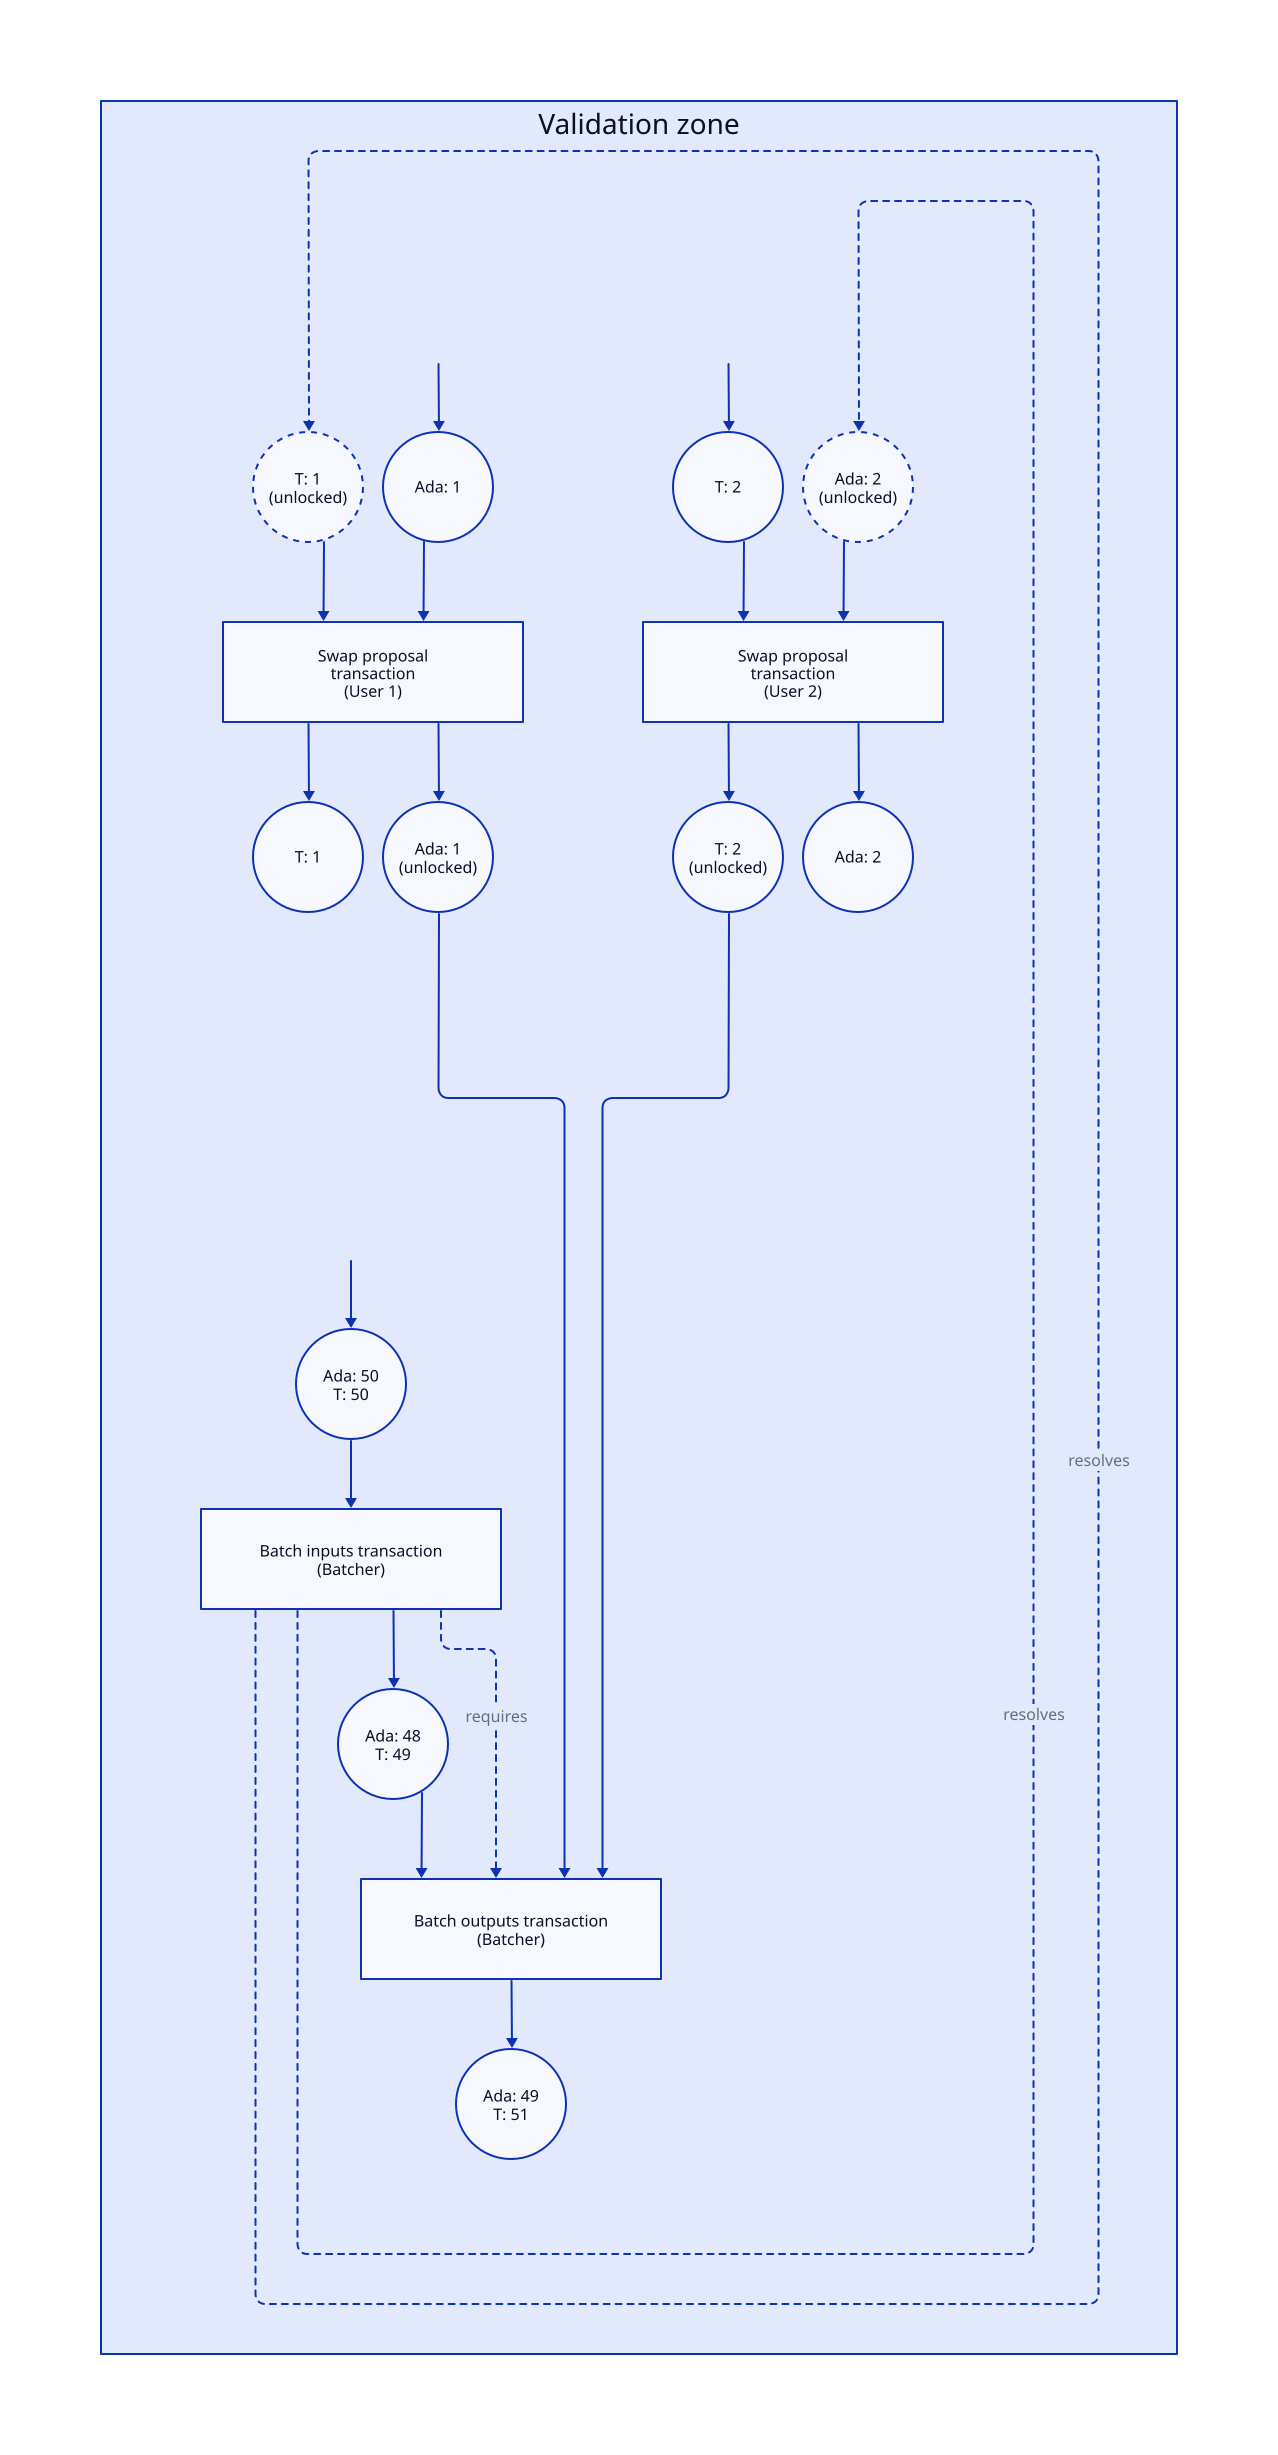 Validation zone
T: 1
(unlocked)
Ada: 1
T: 2
Ada: 2
(unlocked)
Swap proposal
transaction
(User 1)
Swap proposal
transaction
(User 2)
T: 1
Ada: 1
(unlocked)
T: 2
(unlocked)
Ada: 2
Ada: 50
T: 50
resolves
Batch inputs transaction
(Batcher)
requires
resolves
Ada: 48
T: 49
Batch outputs transaction
(Batcher)
Ada: 49
T: 51